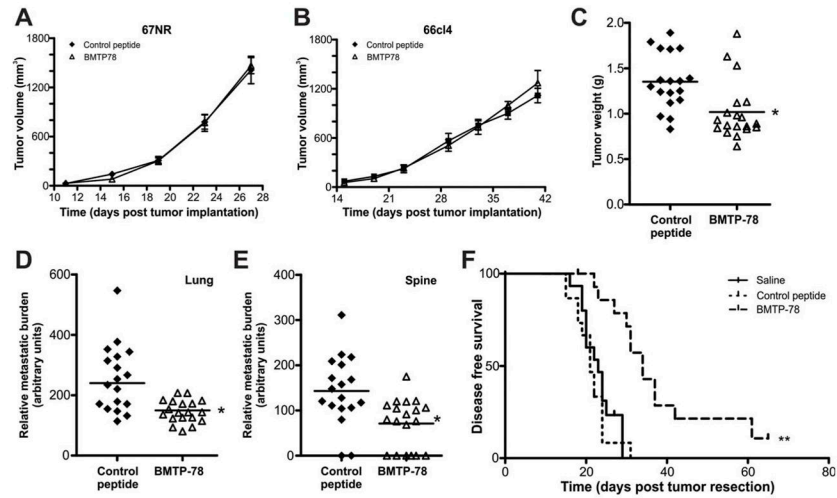 A
67NR
Control peptide
BMTP78
Tumor volume (mm³)
1800
1200
600
0
10 12 14 16 18 20 22 24 26 28
Time (days post tumor implantation)
B
66cl4
Control peptide
BMTP78
Tumor volume (mm³)
1800
1200
600
0
14 19 24 28 33 38 42
Time (days post tumor implantation)
C
Tumor weight (g)
2.0
1.5
1.0
0.5
0.0
*
Control
peptide
BMTP-78
D
Lung
Relative metastatic burden
(arbitrary units)
600
400
200
0
*
Control
peptide
BMTP-78
E
Spine
Relative metastatic burden
(arbitrary units)
400
300
200
100
0
*
Control
peptide
BMTP-78
F
Saline
Control peptide
BMTP-78
Disease free survival
100
50
0
0 20 40 60 80
**
Time (days post tumor resection)